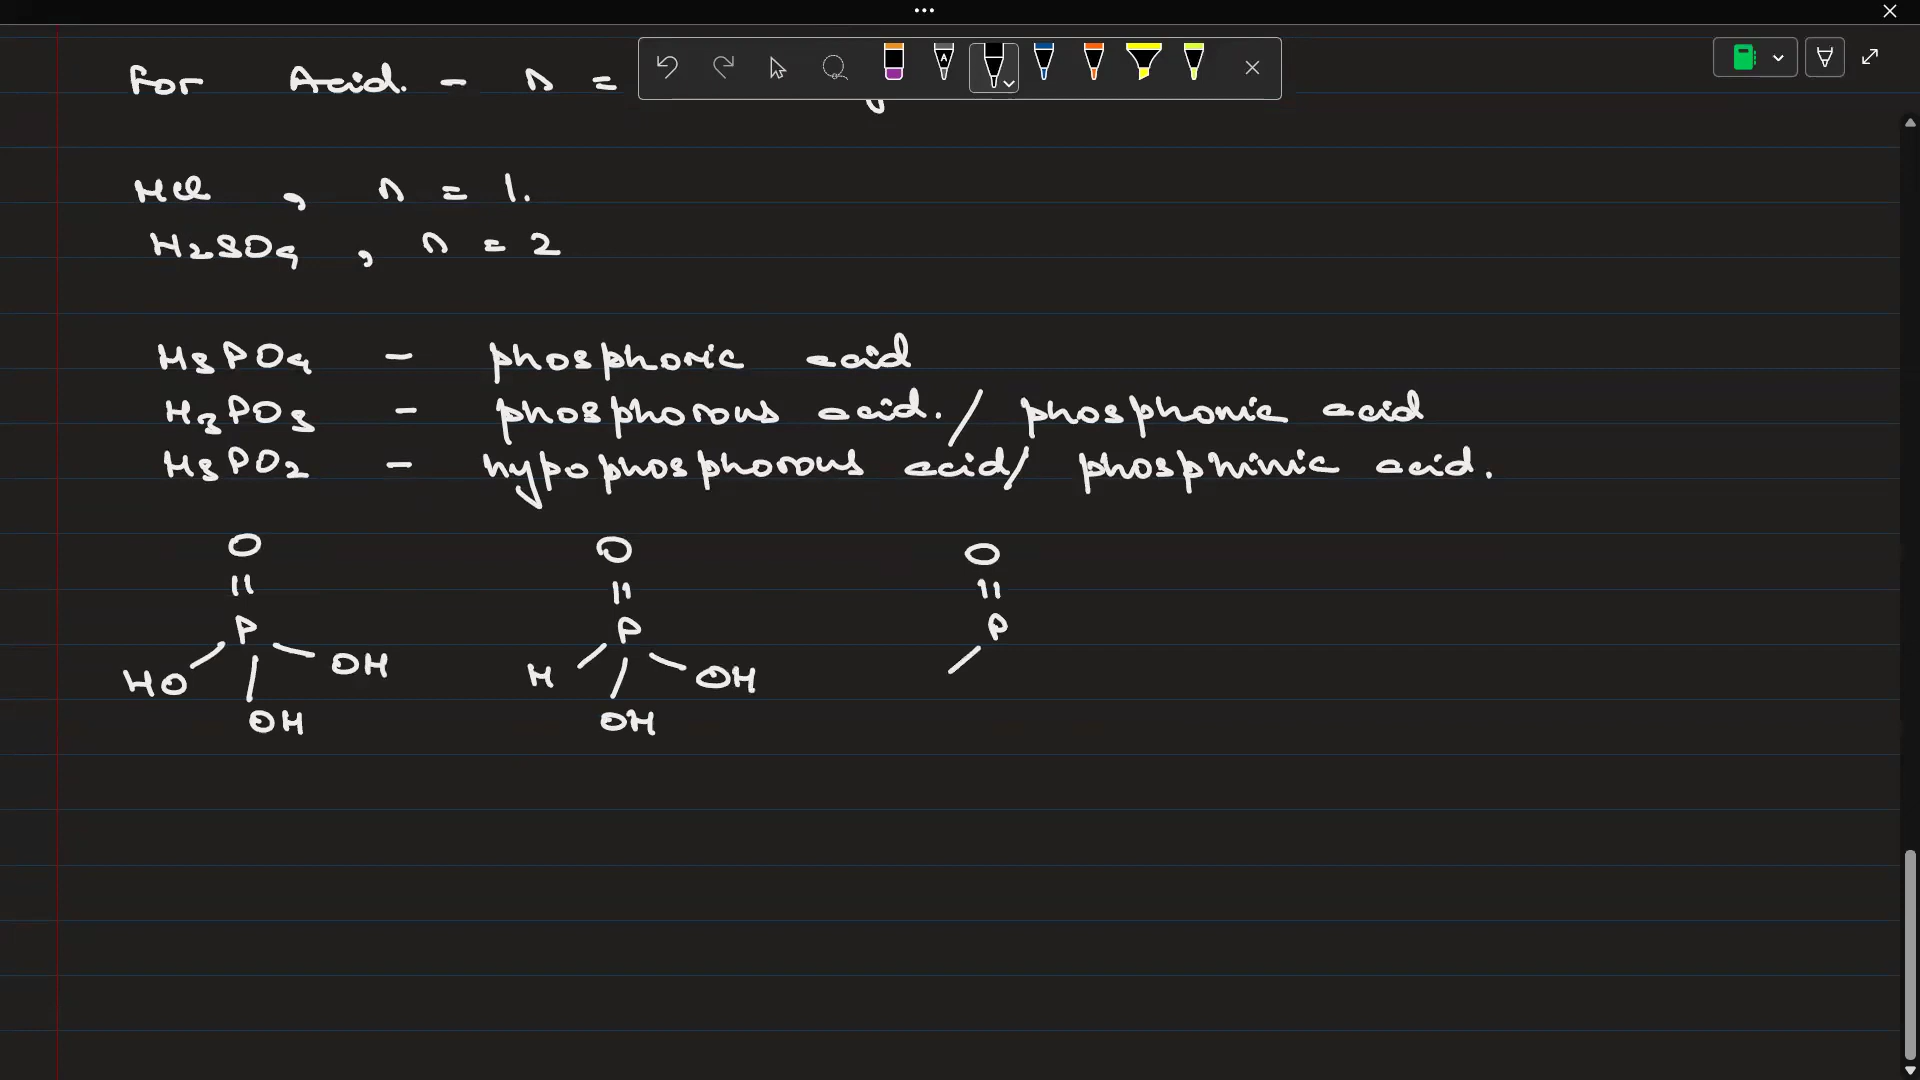 For Acid. - n =
HCl , n = 1.
H2SO4 , n = 2
H3PO4 - phosphoric acid
H3PO3 - phosphorous acid. / phosphonic acid
H3PO2 - hypophosphorous acid / phosphinic acid.
O O O
|| || ||
P P P
HO OH H OH
OH OH